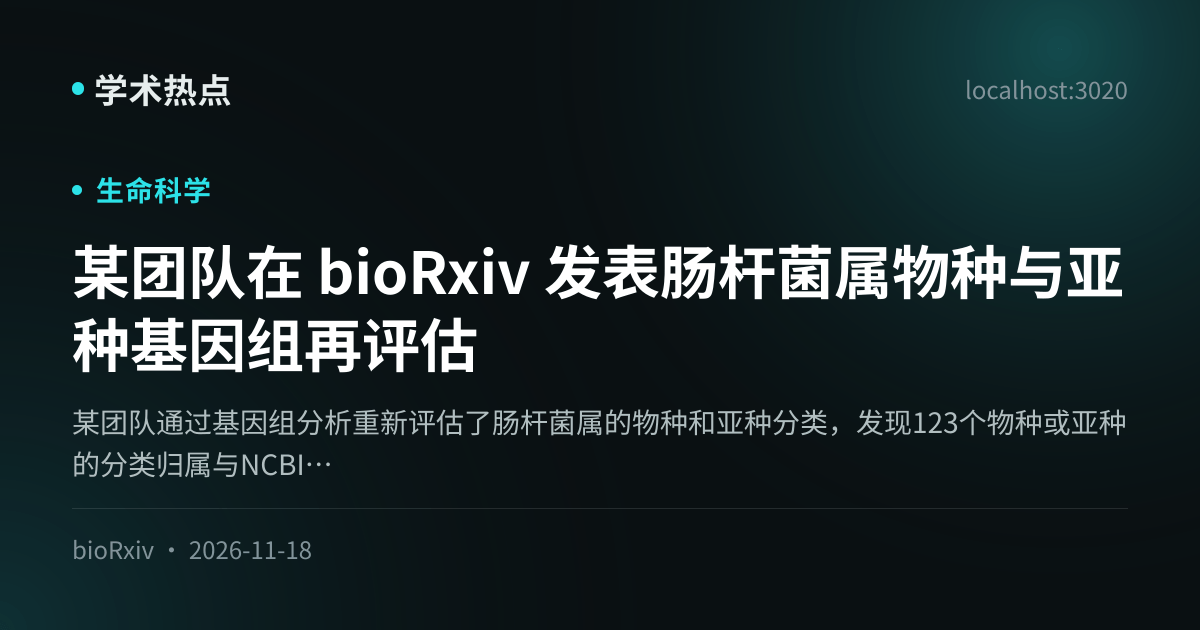 学术热点
localhost:3020
生命科学
某团队在 bioRxiv 发表肠杆菌属物种与亚
种基因组再评估
某团队通过基因组分析重新评估了肠杆菌属的物种和亚种分类，发现123个物种或亚种
的分类归属与NCBI…
bioRxiv • 2026-11-18